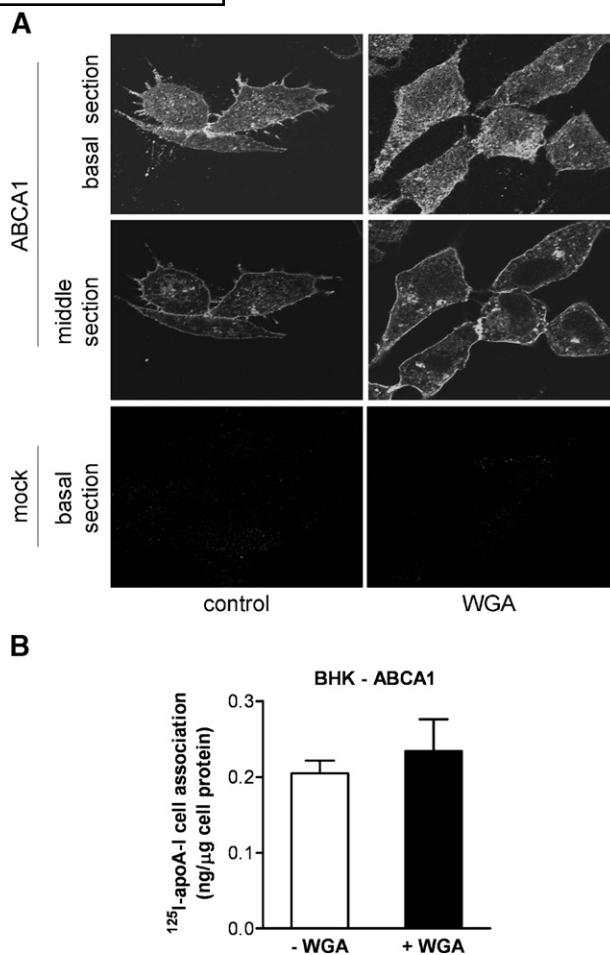 A
ABCA1
basal section
middle
section
mock
basal
section
control
WGA
B
BHK - ABCA1
¹²⁵I-apoA-I cell association
(ng/μg cell protein)
0.3
0.2
0.1
0.0
- WGA
+ WGA